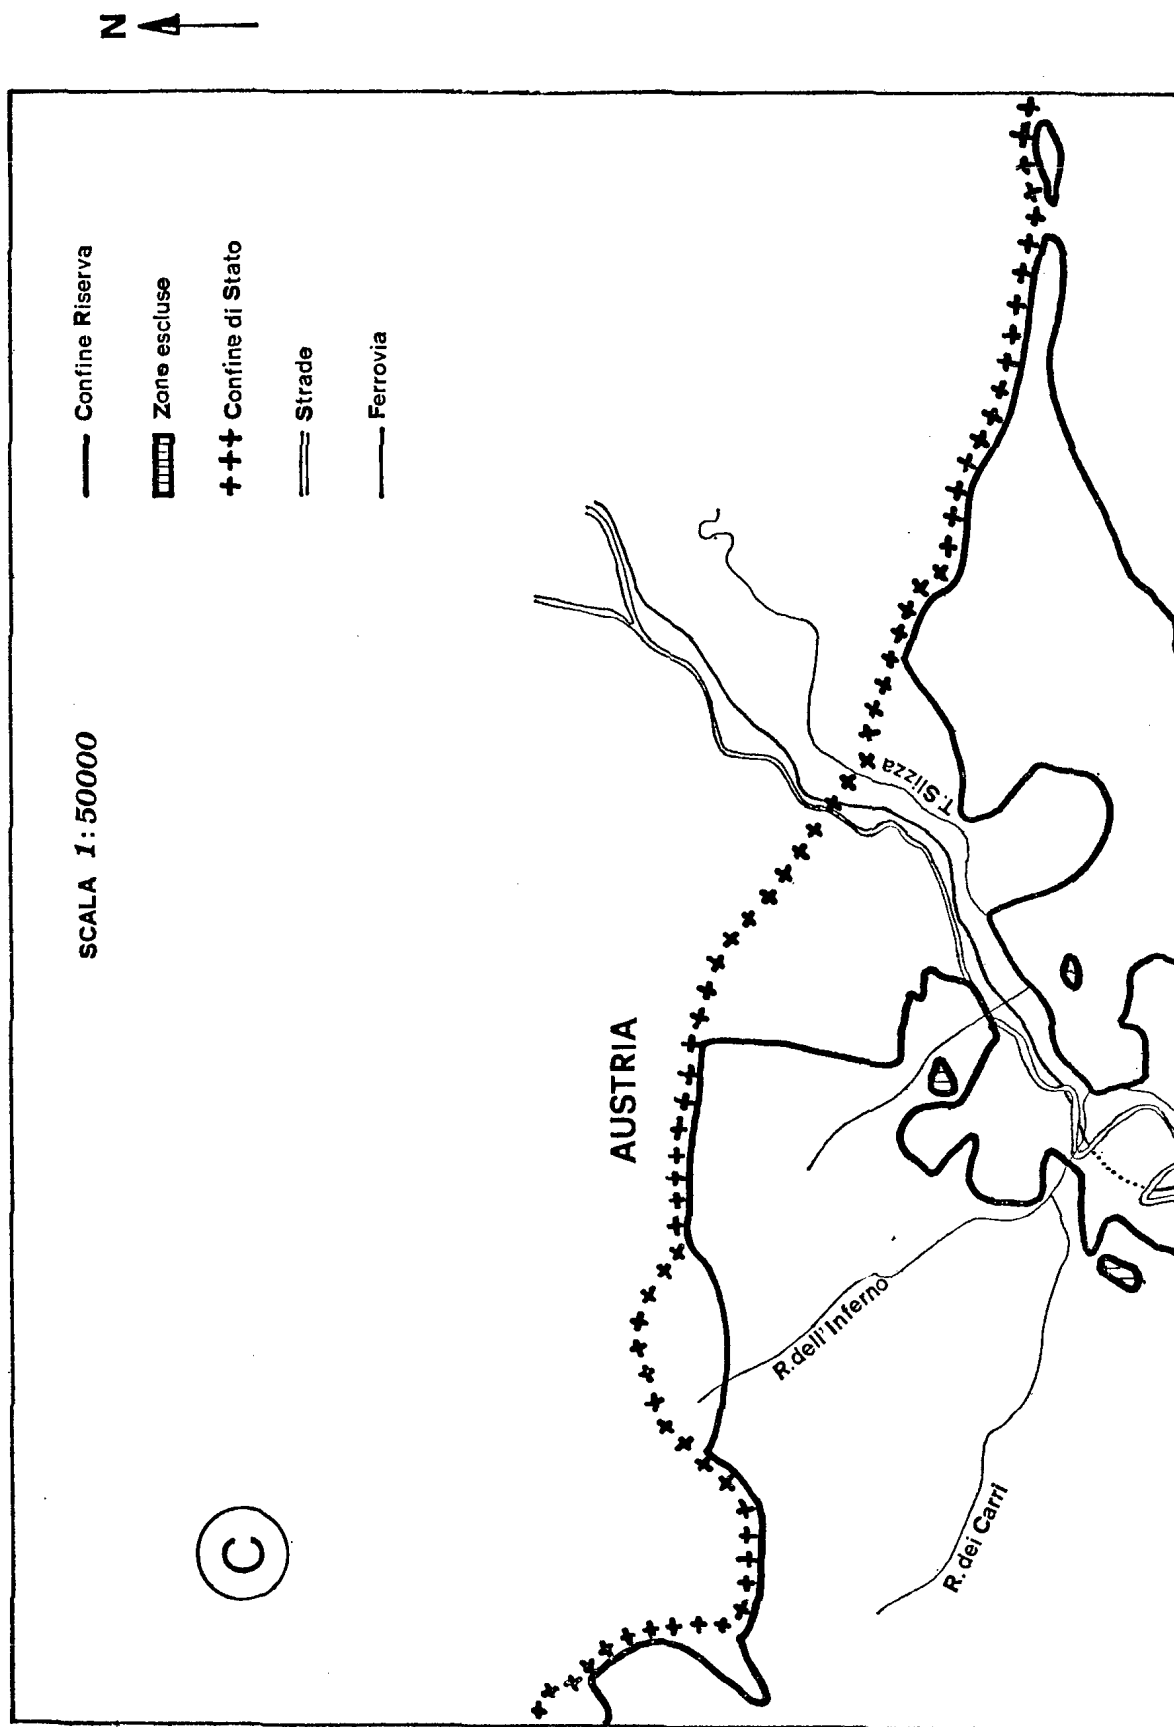 N
SCALA 1:50000
Confine Riserva
Zone escluse
+++ Confine di Stato
Strade
Ferrovia
C
AUSTRIA
T. Slizza
R. dell'Inferno
R. dei Carri